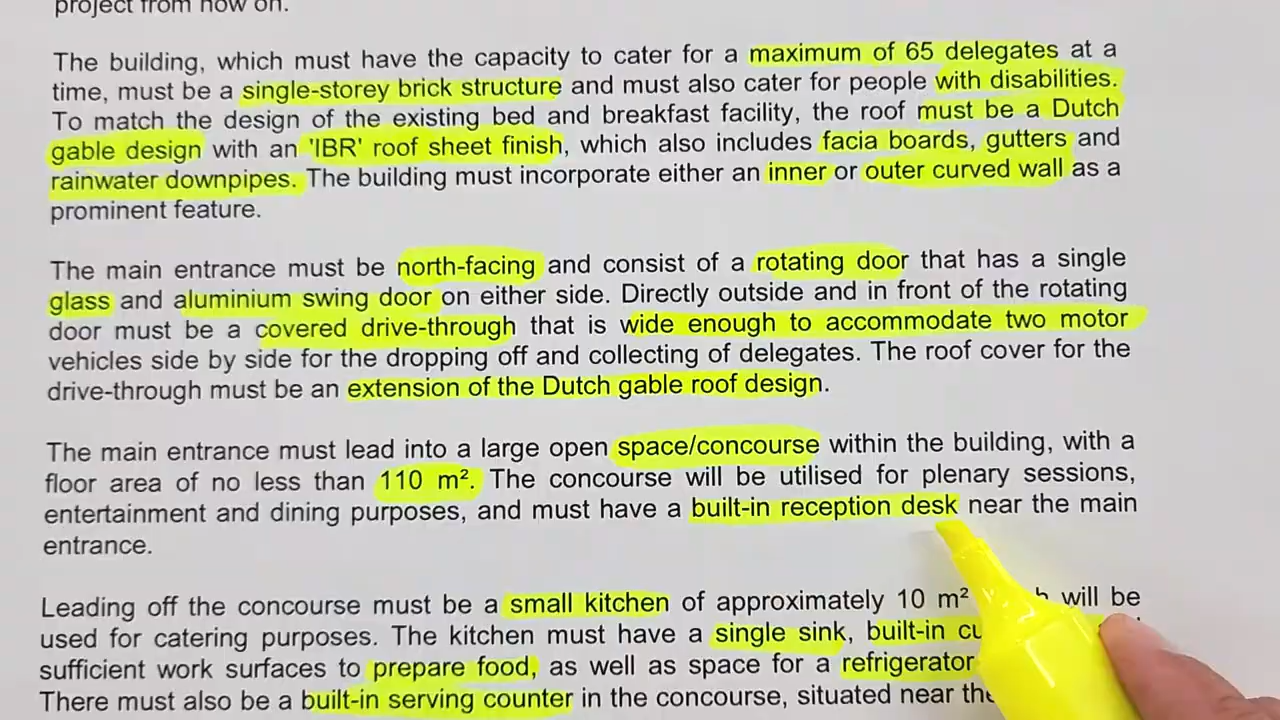 project from now on.
The building, which must have the capacity to cater for a maximum of 65 delegates at a
time, must be a single-storey brick structure and must also cater for people with disabilities.
To match the design of the existing bed and breakfast facility, the roof must be a Dutch
gable design with an 'IBR' roof sheet finish, which also includes facia boards, gutters and
rainwater downpipes. The building must incorporate either an inner or outer curved wall as a
prominent feature.
The main entrance must be north-facing and consist of a rotating door that has a single
glass and aluminium swing door on either side. Directly outside and in front of the rotating
door must be a covered drive-through that is wide enough to accommodate two motor
vehicles side by side for the dropping off and collecting of delegates. The roof cover for the
drive-through must be an extension of the Dutch gable roof design.
The main entrance must lead into a large open space/concourse within the building, with a
floor area of no less than 110 m². The concourse will be utilised for plenary sessions,
entertainment and dining purposes, and must have a built-in reception desk near the main
entrance.
Leading off the concourse must be a small kitchen of approximately 10 m² will be
used for catering purposes. The kitchen must have a single sink, built-in
sufficient work surfaces to prepare food, as well as space for a refrigerator
There must also be a built-in serving counter in the concourse, situated near